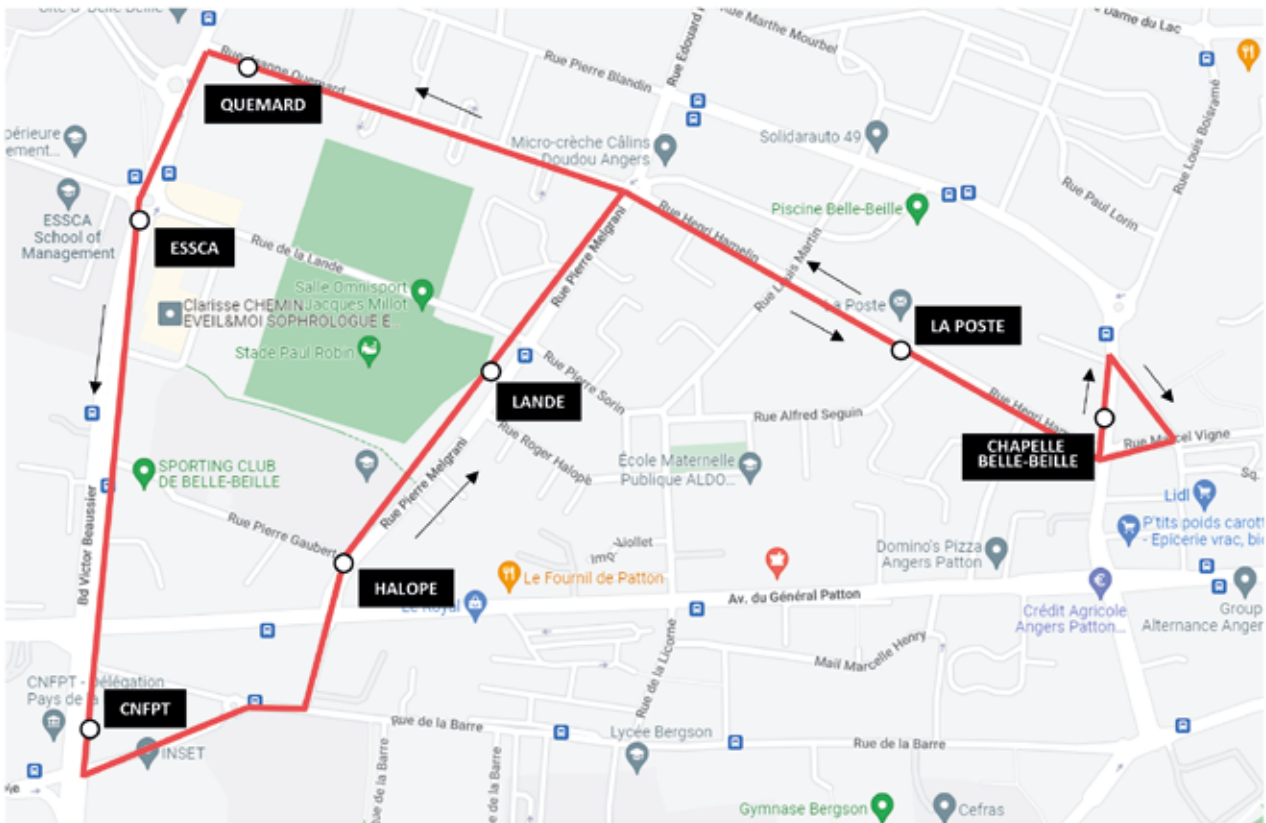 Rue Marthe Mourbel
Dame du Lac
Rue Pierre Blandin
Rue Edouard
QUEMARD
Micro-crèche Câlins
Doudou Angers
Solidarauto 49
Rue Louis Boisramé
Rue Paul Lorin
Piscine Belle-Beille
ESSCA
School of
Management
ESSCA
Rue de la Lande
Rue Henri Hamelin
Rue Louis Martin
Rue Pierre Melgrani
Salle Omnisport
Jacques Millot
Clarisse CHEMIN
EVEIL&MOI SOPHROLOGUE E...
La Poste
LA POSTE
Stade Paul Robin
LANDE
Rue Pierre Sorin
Rue Alfred Seguin
Rue Henri Ham
Rue Marcel Vigne
CHAPELLE
BELLE-BEILLE
Rue Roger Halopé
SPORTING CLUB
DE BELLE-BEILLE
École Maternelle
Publique ALDO...
Rue Pierre Melgrani
Sq.
Lidl
P'tits poids carott
- Epicerie vrac, bi
Rue Pierre Gaubert
Imp. Viollet
Domino's Pizza
Angers Patton
Bd Victor Beaussier
HALOPE
Le Fournil de Patton
Le Royal
Av. du Général Patton
Crédit Agricole
Angers Patton...
Group
Alternance Anger
Mail Marcelle Henry
Rue de la Licorne
CNFPT - Délégation
Pays de la
CNFPT
INSET
Rue de la Barre
Lycée Bergson
Rue de la Barre
Rue de la Barre
Gymnase Bergson
Cefras